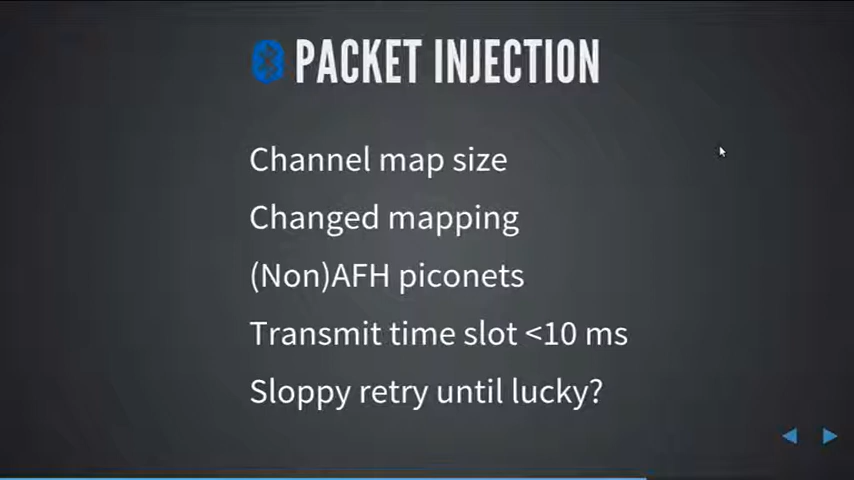 PACKET INJECTION
Channel map size
Changed mapping
(Non)AFH piconets
Transmit time slot <10 ms
Sloppy retry until lucky?